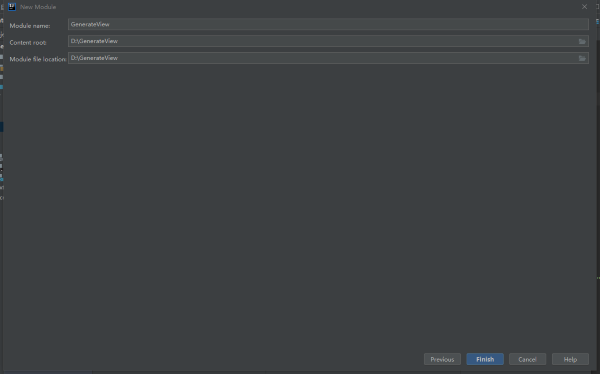 New Module
Module name: GenerateView
Content root: D:\GenerateView
Module file location: D:\GenerateView
Previous Finish Cancel Help